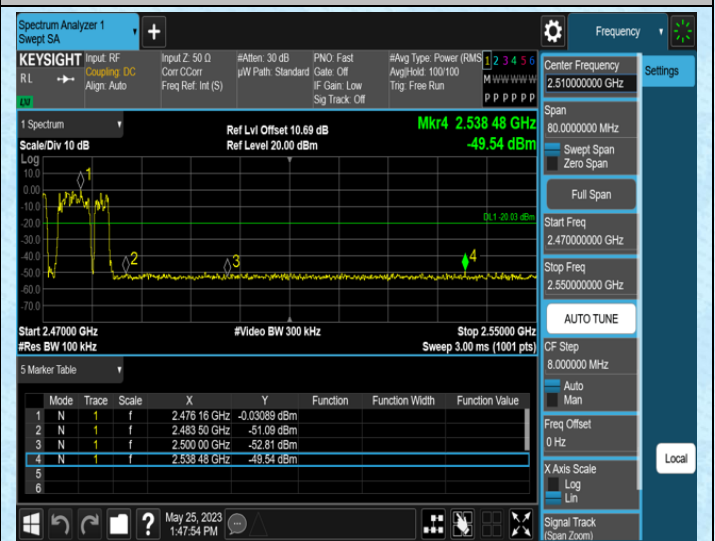 Spectrum Analyzer 1
Swept SA
Frequency
KEYSIGHT
RL
LXI
Input: RF
Coupling: DC
Align: Auto
Input Z: 50 Ω
Corr CCorr
Freq Ref: Int (S)
#Atten: 30 dB
µW Path: Standard
PNO: Fast
Gate: Off
IF Gain: Low
Sig Track: Off
#Avg Type: Power (RMS
Avg|Hold: 100/100
Trig: Free Run
1 2 3 4 5 6
M W W W W W
P P P P P P
Center Frequency
2.510000000 GHz
Settings
Span
80.0000000 MHz
Swept Span
Zero Span
Full Span
Start Freq
2.470000000 GHz
Stop Freq
2.550000000 GHz
AUTO TUNE
CF Step
8.000000 MHz
Auto
Man
Freq Offset
0 Hz
X Axis Scale
Log
Lin
Signal Track
(Span Zoom)
Local
1 Spectrum
Scale/Div 10 dB
Ref Lvl Offset 10.69 dB
Ref Level 20.00 dBm
Mkr4 2.538 48 GHz
-49.54 dBm
Log
10.0
0.00
-10.0
-20.0
-30.0
-40.0
-50.0
-60.0
-70.0
1
2
3
4
DL1 -20.03 dBm
Start 2.47000 GHz
#Res BW 100 kHz
#Video BW 300 kHz
Stop 2.55000 GHz
Sweep 3.00 ms (1001 pts)
5 Marker Table
Mode Trace Scale X Y Function Function Width Function Value
1 N 1 f 2.476 16 GHz -0.03089 dBm
2 N 1 f 2.483 50 GHz -51.09 dBm
3 N 1 f 2.500 00 GHz -52.81 dBm
4 N 1 f 2.538 48 GHz -49.54 dBm
5
6
?
May 25, 2023
1:47:54 PM